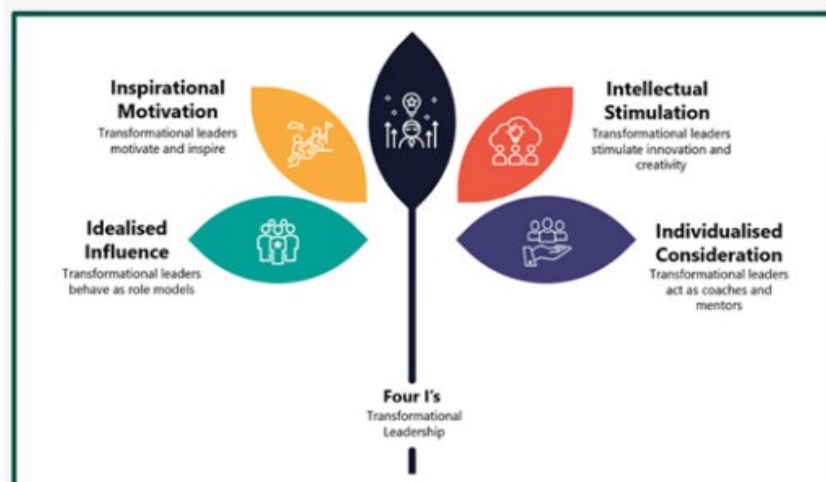 Inspirational
Motivation
Transformational leaders
motivate and inspire
Intellectual
Stimulation
Transformational leaders
stimulate innovation and
creativity
Idealised
Influence
Transformational leaders
behave as role models
Individualised
Consideration
Transformational leaders
act as coaches and
mentors
Four I's
Transformational
Leadership